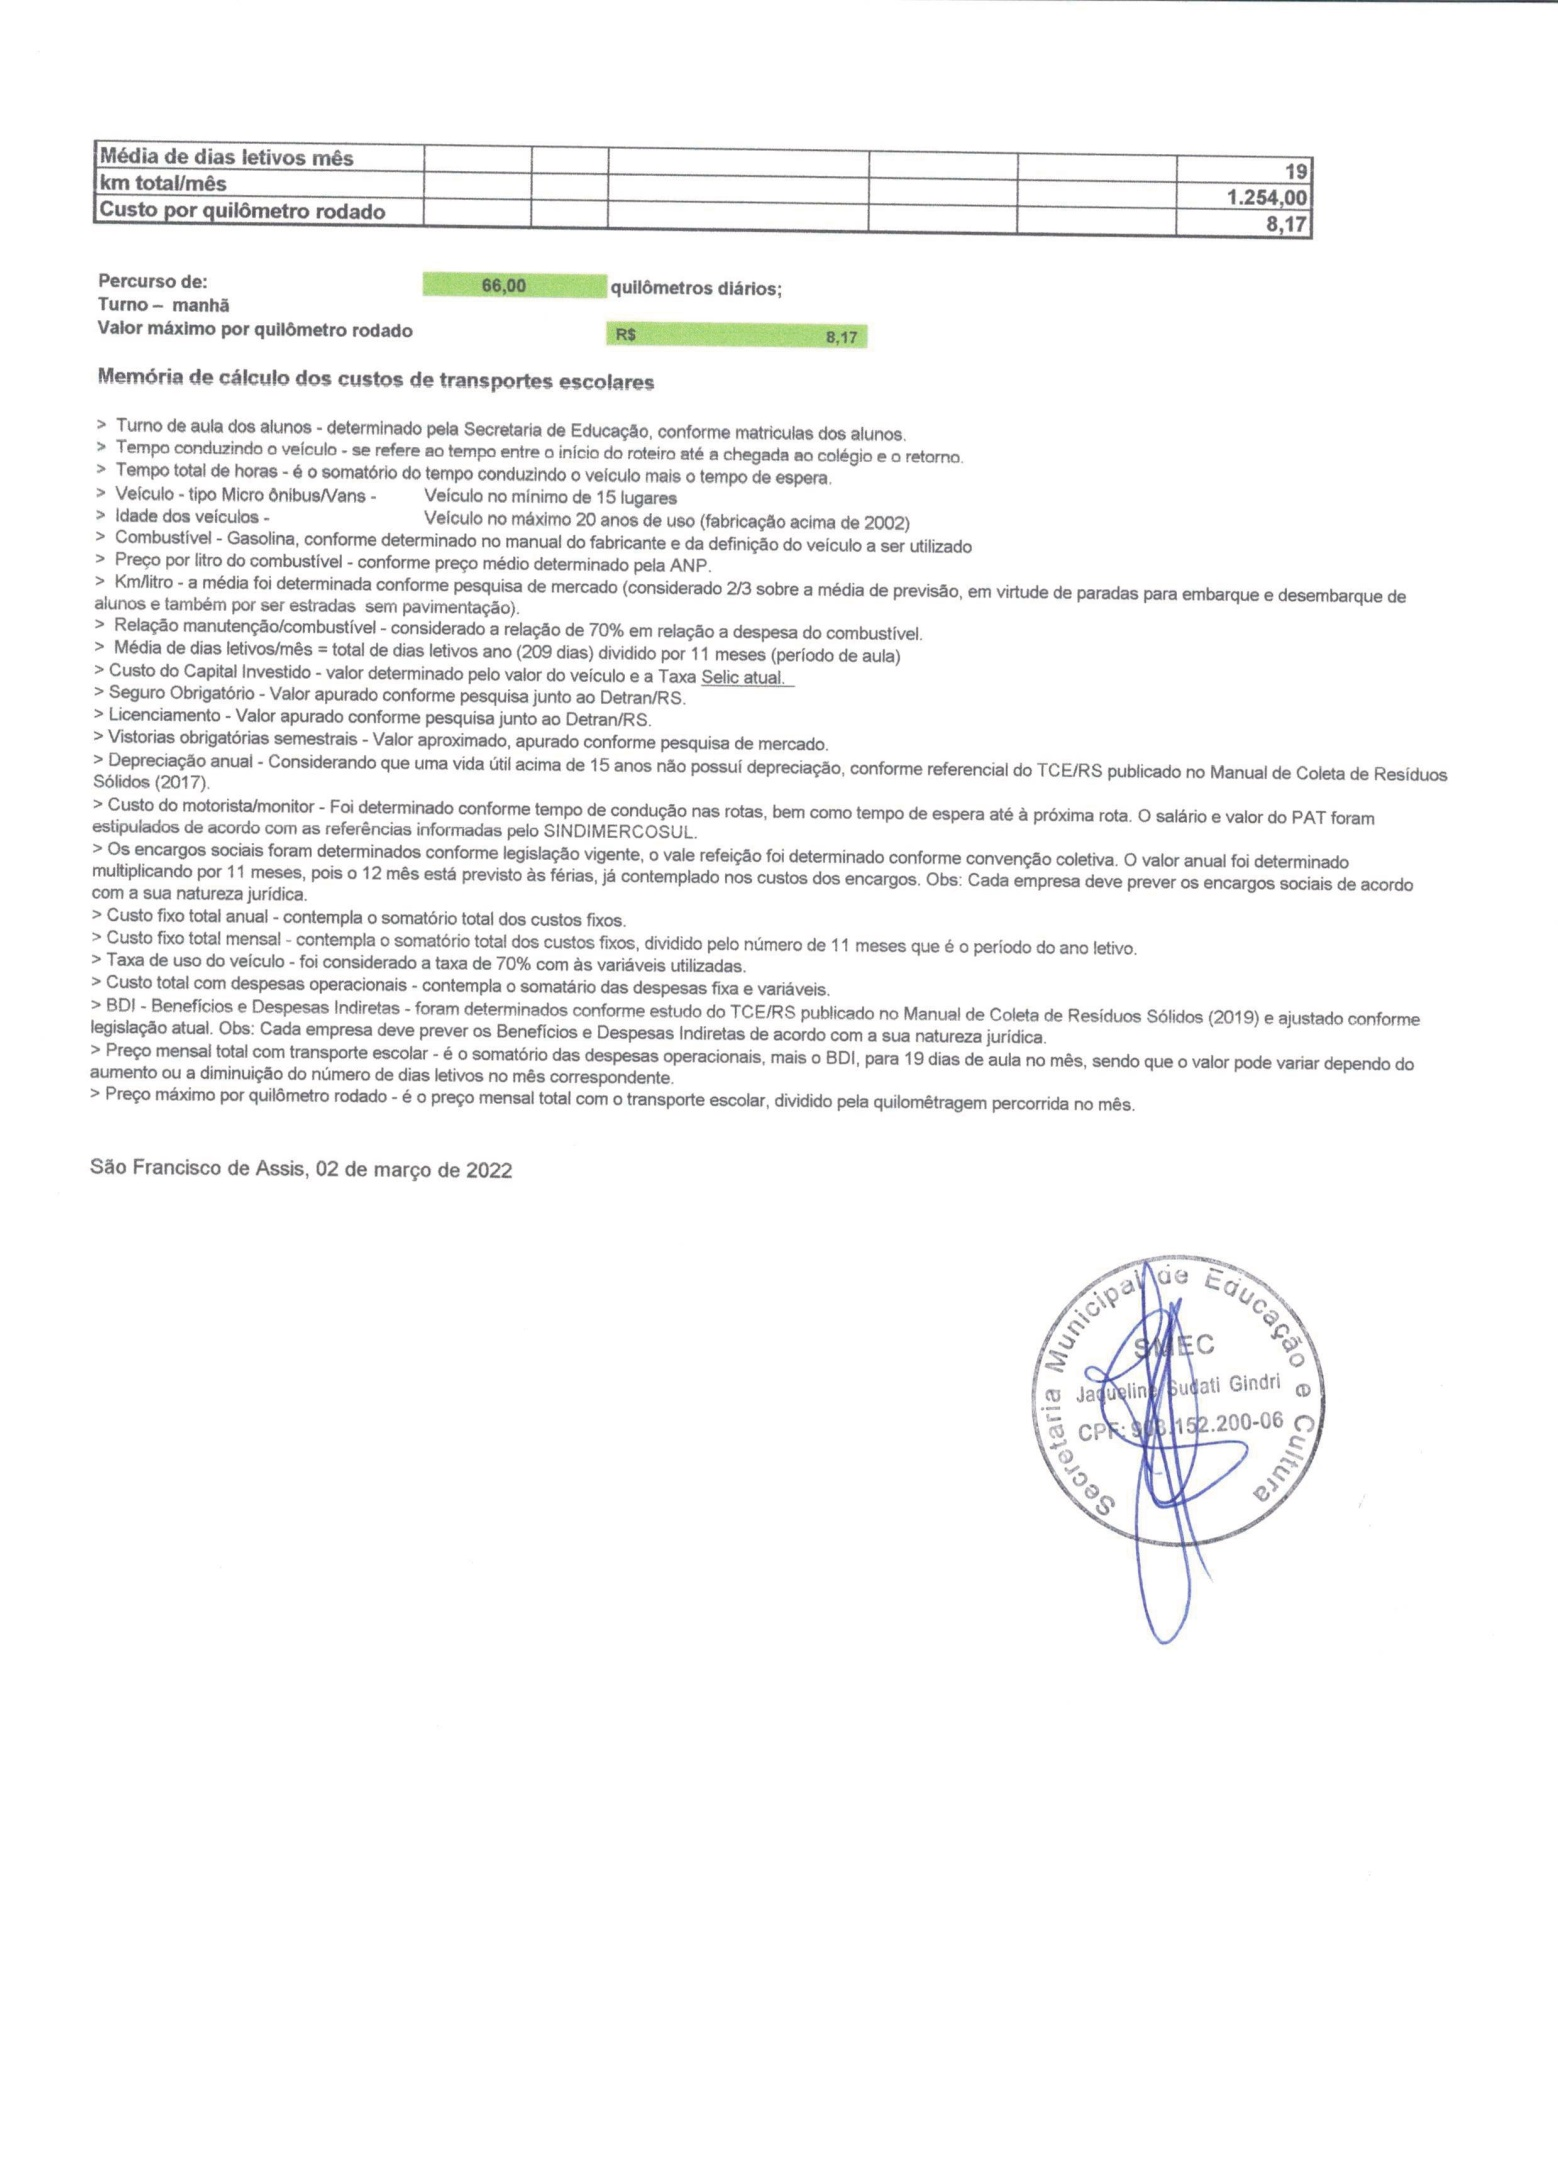 Média de dias letivos mês 19
km total/mês 1.254,00
Custo por quilômetro rodado 8,17
Percurso de: 66,00 quilômetros diários;
Turno – manhã
Valor máximo por quilômetro rodado R$ 8,17
Memória de cálculo dos custos de transportes escolares
> Turno de aula dos alunos - determinado pela Secretaria de Educação, conforme matriculas dos alunos.
> Tempo conduzindo o veículo - se refere ao tempo entre o início do roteiro até a chegada ao colégio e o retorno.
> Tempo total de horas - é o somatório do tempo conduzindo o veículo mais o tempo de espera.
> Veículo - tipo Micro ônibus/Vans - Veículo no mínimo de 15 lugares
> Idade dos veículos - Veículo no máximo 20 anos de uso (fabricação acima de 2002)
> Combustível - Gasolina, conforme determinado no manual do fabricante e da definição do veículo a ser utilizado
> Preço por litro do combustível - conforme preço médio determinado pela ANP.
> Km/litro - a média foi determinada conforme pesquisa de mercado (considerado 2/3 sobre a média de previsão, em virtude de paradas para embarque e desembarque de
alunos e também por ser estradas sem pavimentação).
> Relação manutenção/combustível - considerado a relação de 70% em relação a despesa do combustível.
> Média de dias letivos/mês = total de dias letivos ano (209 dias) dividido por 11 meses (período de aula)
> Custo do Capital Investido - valor determinado pelo valor do veículo e a Taxa Selic atual.
> Seguro Obrigatório - Valor apurado conforme pesquisa junto ao Detran/RS.
> Licenciamento - Valor apurado conforme pesquisa junto ao Detran/RS.
> Vistorias obrigatórias semestrais - Valor aproximado, apurado conforme pesquisa de mercado.
> Depreciação anual - Considerando que uma vida útil acima de 15 anos não possuí depreciação, conforme referencial do TCE/RS publicado no Manual de Coleta de Resíduos
Sólidos (2017).
> Custo do motorista/monitor - Foi determinado conforme tempo de condução nas rotas, bem como tempo de espera até à próxima rota. O salário e valor do PAT foram
estipulados de acordo com as referências informadas pelo SINDIMERCOSUL.
> Os encargos sociais foram determinados conforme legislação vigente, o vale refeição foi determinado conforme convenção coletiva. O valor anual foi determinado
multiplicando por 11 meses, pois o 12 mês está previsto às férias, já contemplado nos custos dos encargos. Obs: Cada empresa deve prever os encargos sociais de acordo
com a sua natureza jurídica.
> Custo fixo total anual - contempla o somatório total dos custos fixos.
> Custo fixo total mensal - contempla o somatório total dos custos fixos, dividido pelo número de 11 meses que é o período do ano letivo.
> Taxa de uso do veículo - foi considerado a taxa de 70% com às variáveis utilizadas.
> Custo total com despesas operacionais - contempla o somatário das despesas fixa e variáveis.
> BDI - Benefícios e Despesas Indiretas - foram determinados conforme estudo do TCE/RS publicado no Manual de Coleta de Resíduos Sólidos (2019) e ajustado conforme
legislação atual. Obs: Cada empresa deve prever os Benefícios e Despesas Indiretas de acordo com a sua natureza jurídica.
> Preço mensal total com transporte escolar - é o somatório das despesas operacionais, mais o BDI, para 19 dias de aula no mês, sendo que o valor pode variar dependo do
aumento ou a diminuição do número de dias letivos no mês correspondente.
> Preço máximo por quilômetro rodado - é o preço mensal total com o transporte escolar, dividido pela quilomêtragem percorrida no mês.
São Francisco de Assis, 02 de março de 2022
Secretaria Municipal de Educação e Cultura
SMEC
Jaqueline Sudati Gindri
CPF: .152.200-06